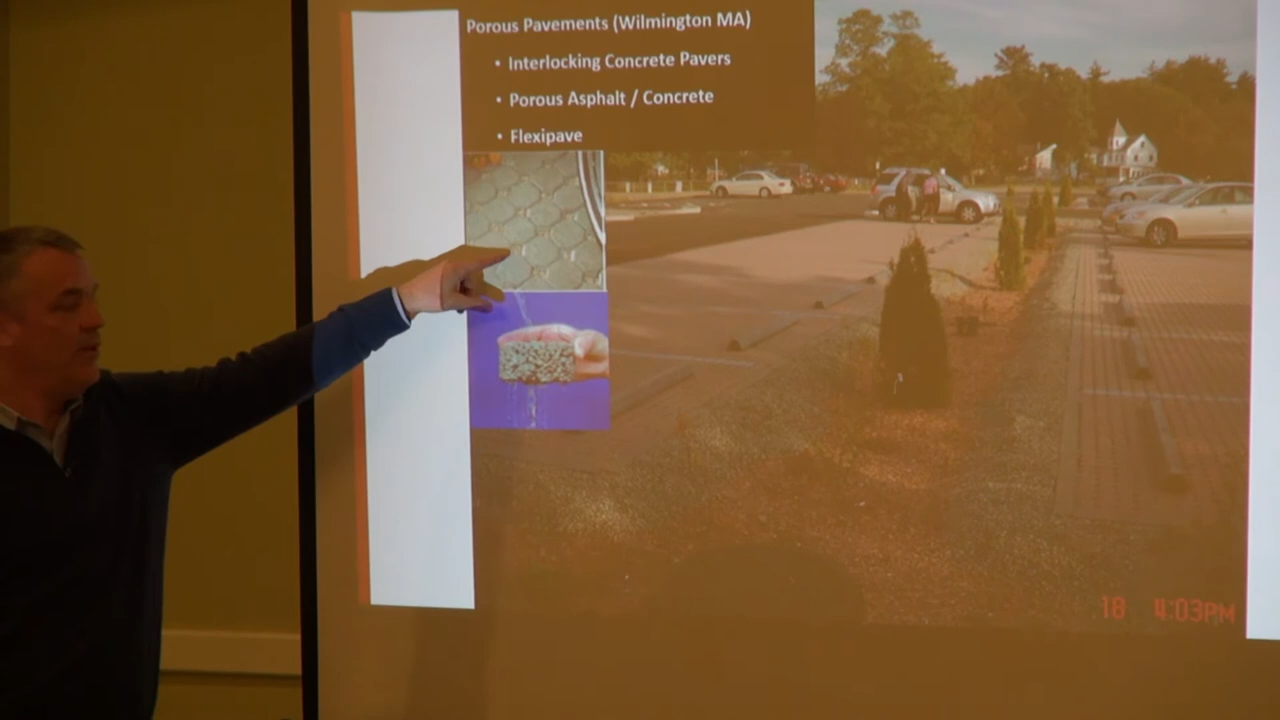 Porous Pavements (Wilmington MA)
• Interlocking Concrete Pavers
• Porous Asphalt / Concrete
• Flexipave
18 4:03PM